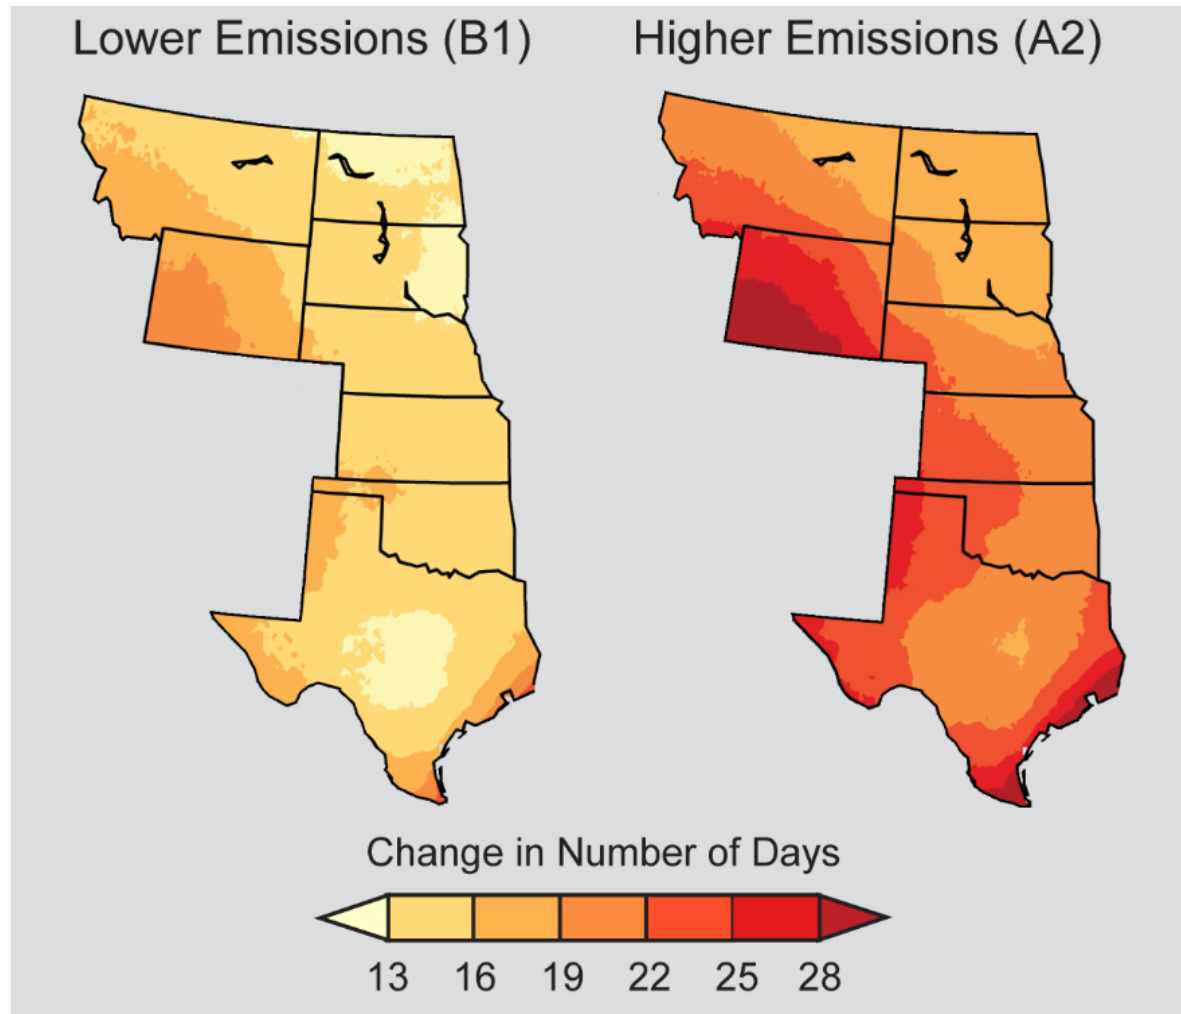 Lower Emissions (B1) Higher Emissions (A2)
Change in Number of Days
13 16 19 22 25 28